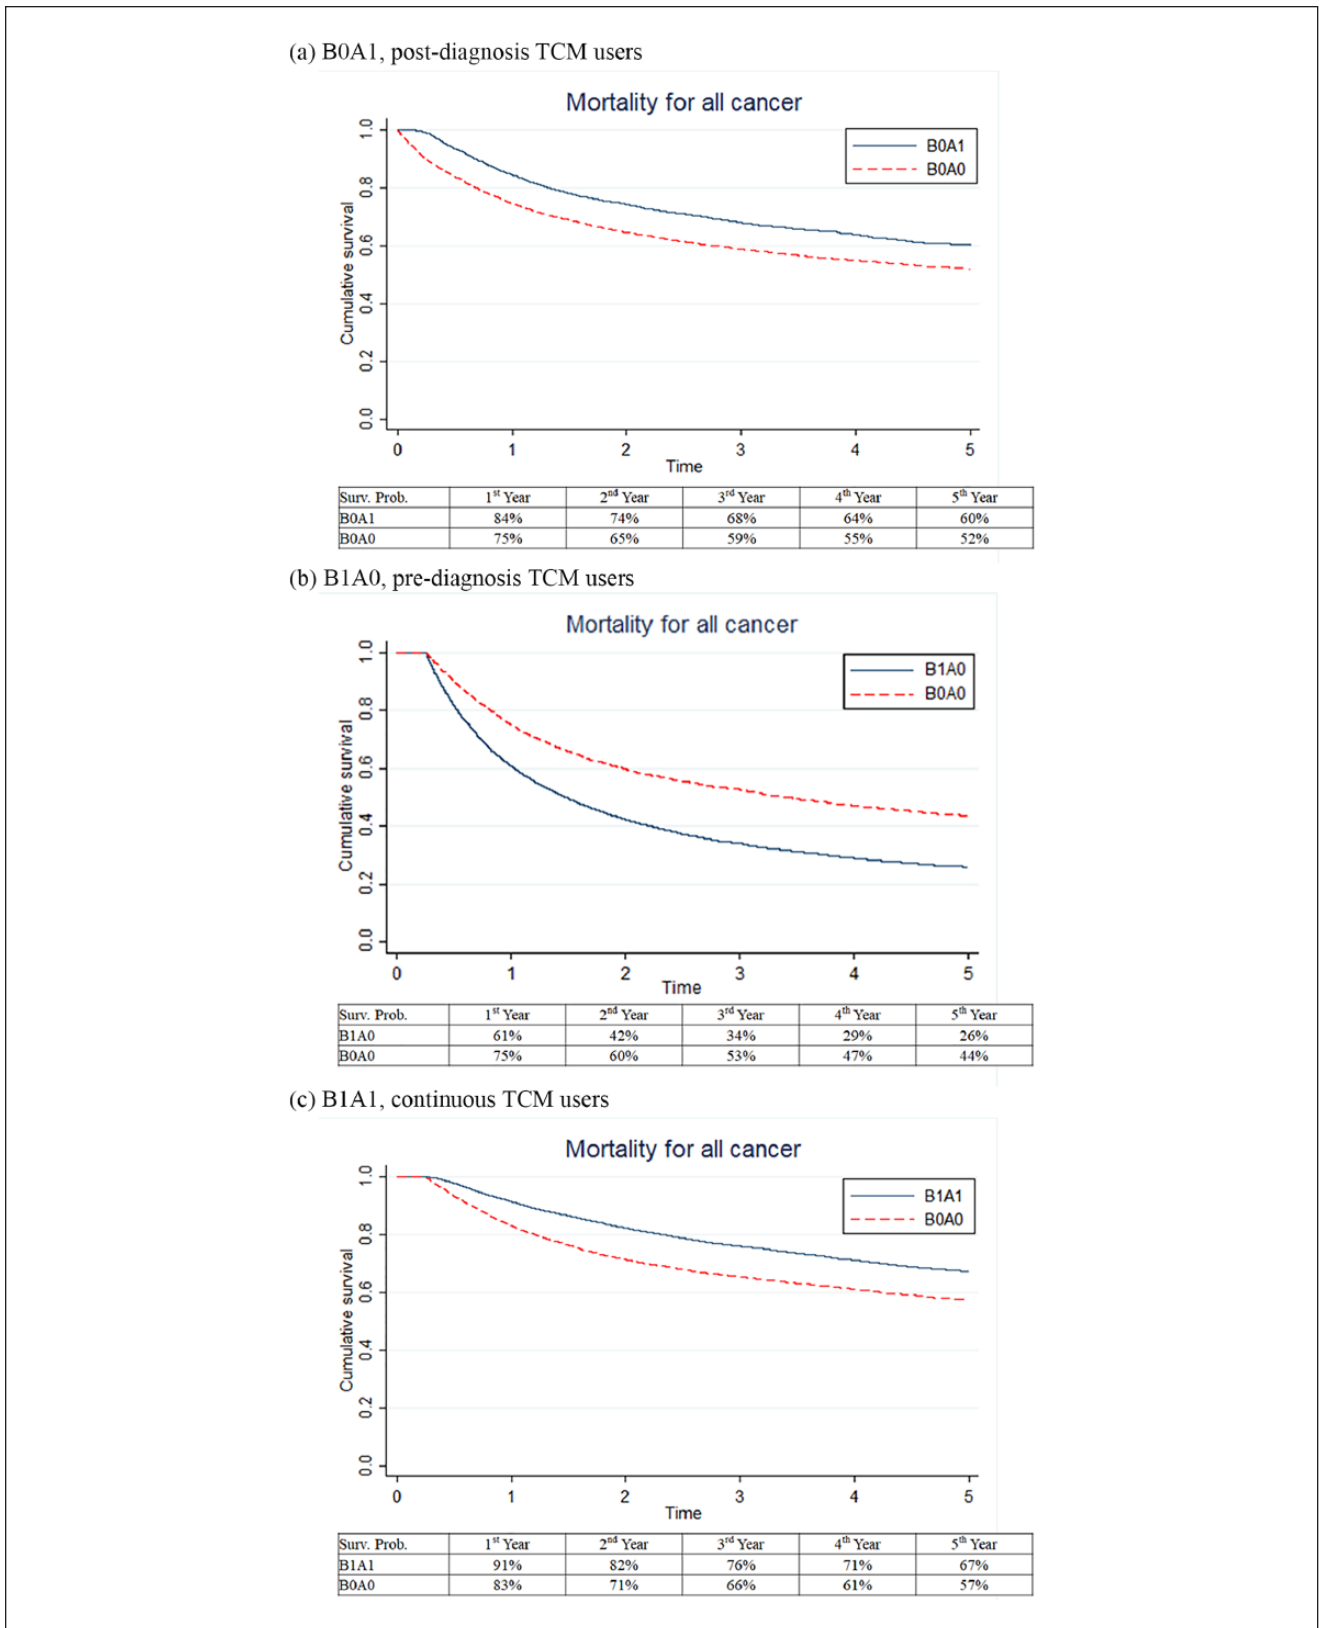 (a) B0A1, post-diagnosis TCM users
Mortality for all cancer
B0A1
B0A0
Cumulative survival
1.0
0.8
0.6
0.4
0.2
0.0
0 1 2 3 4 5
Time
Surv. Prob. 1st Year 2nd Year 3rd Year 4th Year 5th Year
B0A1 84% 74% 68% 64% 60%
B0A0 75% 65% 59% 55% 52%
(b) B1A0, pre-diagnosis TCM users
Mortality for all cancer
B1A0
B0A0
Cumulative survival
1.0
0.8
0.6
0.4
0.2
0.0
0 1 2 3 4 5
Time
Surv. Prob. 1st Year 2nd Year 3rd Year 4th Year 5th Year
B1A0 61% 42% 34% 29% 26%
B0A0 75% 60% 53% 47% 44%
(c) B1A1, continuous TCM users
Mortality for all cancer
B1A1
B0A0
Cumulative survival
1.0
0.8
0.6
0.4
0.2
0.0
0 1 2 3 4 5
Time
Surv. Prob. 1st Year 2nd Year 3rd Year 4th Year 5th Year
B1A1 91% 82% 76% 71% 67%
B0A0 83% 71% 66% 61% 57%